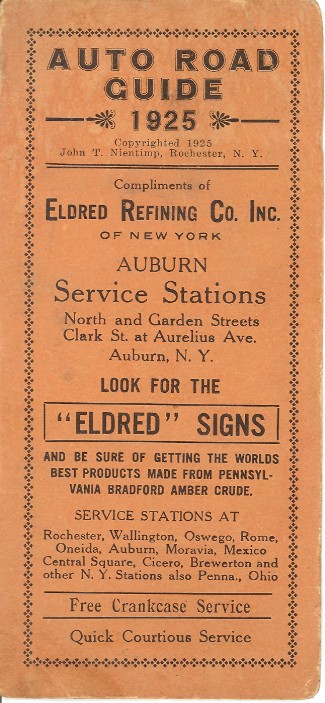 AUTO ROAD
GUIDE
1925
Copyrighted 1925
John T. Nientimp, Rochester, N. Y.
Compliments of
ELDRED REFINING CO. INC.
OF NEW YORK
AUBURN
Service Stations
North and Garden Streets
Clark St. at Aurelius Ave.
Auburn, N. Y.
LOOK FOR THE
"ELDRED" SIGNS
AND BE SURE OF GETTING THE WORLDS
BEST PRODUCTS MADE FROM PENNSYL-
VANIA BRADFORD AMBER CRUDE.
SERVICE STATIONS AT
Rochester, Wallington, Oswego, Rome,
Oneida, Auburn, Moravia, Mexico
Central Square, Cicero, Brewerton and
other N. Y. Stations also Penna., Ohio
Free Crankcase Service
Quick Courtious Service